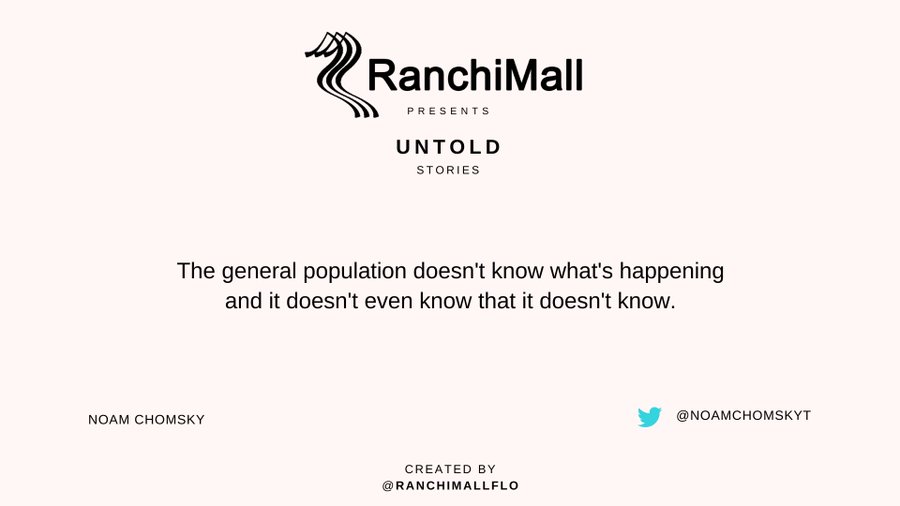 RanchiMall
PRESENTS
UNTOLD
STORIES
The general population doesn't know what's happening
and it doesn't even know that it doesn't know.
NOAM CHOMSKY
@NOAMCHOMSKYT
CREATED BY
@RANCHIMALLFLO